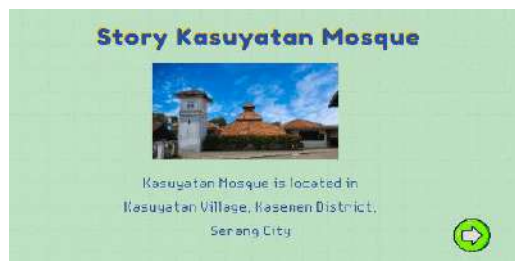 Story Kasuyatan Mosque
Kasuyatan Mosque is located in
Kasuyatan Village, Kasemen District,
Serang City